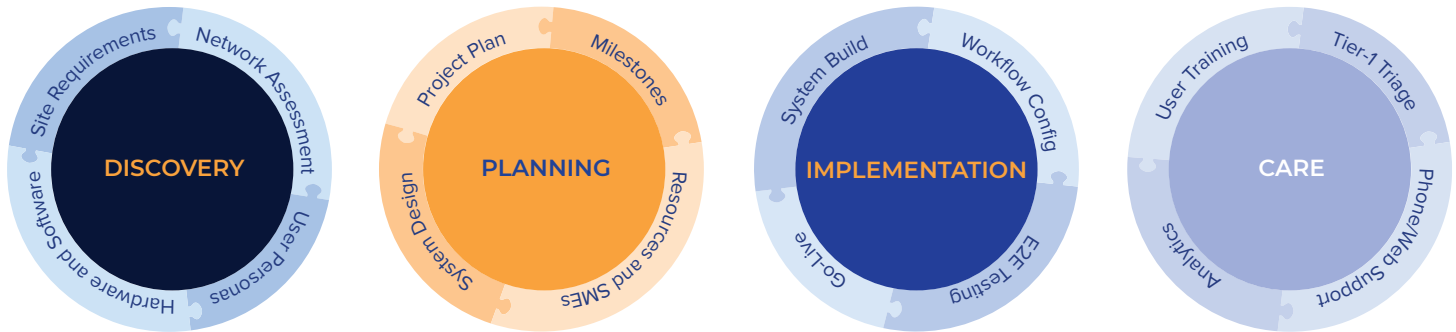 Site Requirements
Network Assessment
User Personas
Hardware and Software
DISCOVERY
Project Plan
Milestones
Resources and SMEs
System Design
PLANNING
System Build
Workflow Config
E2E Testing
Go-Live
IMPLEMENTATION
User Training
Tier-1 Triage
Phone/Web Support
Analytics
CARE